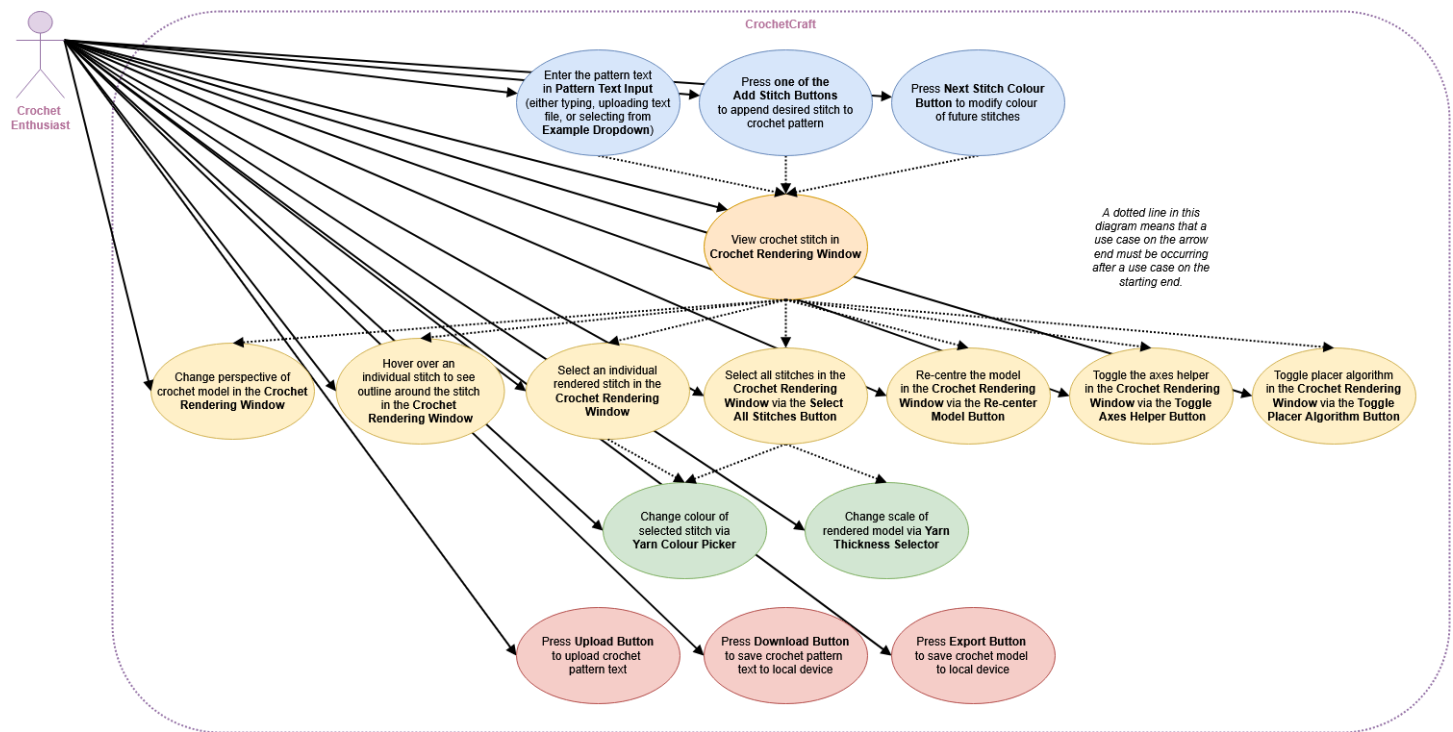 CrochetCraft
Crochet
Enthusiast
Enter the pattern text
in Pattern Text Input
(either typing, uploading text
file, or selecting from
Example Dropdown)
Press one of the
Add Stitch Buttons
to append desired stitch to
crochet pattern
Press Next Stitch Colour
Button to modify colour
of future stitches
View crochet stitch in
Crochet Rendering Window
A dotted line in this
diagram means that a
use case on the arrow
end must be occurring
after a use case on the
starting end.
Change perspective of
crochet model in the Crochet
Rendering Window
Hover over an
individual stitch to see
outline around the stitch
in the Crochet
Rendering Window
Select an individual
rendered stitch in the
Crochet Rendering
Window
Select all stitches in the
Crochet Rendering
Window via the Select
All Stitches Button
Re-centre the model
in the Crochet Rendering
Window via the Re-center
Model Button
Toggle the axes helper
in the Crochet Rendering
Window via the Toggle
Axes Helper Button
Toggle placer algorithm
in the Crochet Rendering
Window via the Toggle
Placer Algorithm Button
Change colour of
selected stitch via
Yarn Colour Picker
Change scale of
rendered model via Yarn
Thickness Selector
Press Upload Button
to upload crochet
pattern text
Press Download Button
to save crochet pattern
text to local device
Press Export Button
to save crochet model
to local device